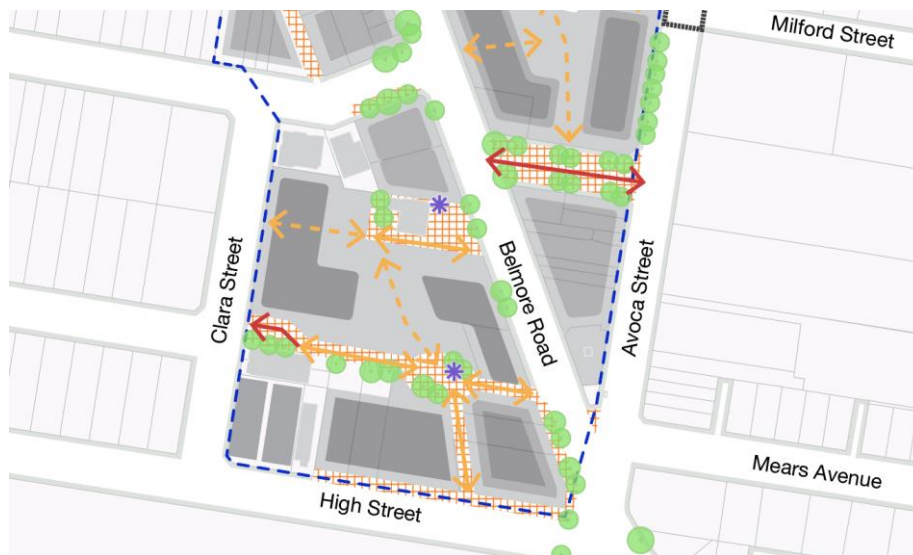 Milford Street
Clara Street
Belmore Road
Avoca Street
Mears Avenue
High Street